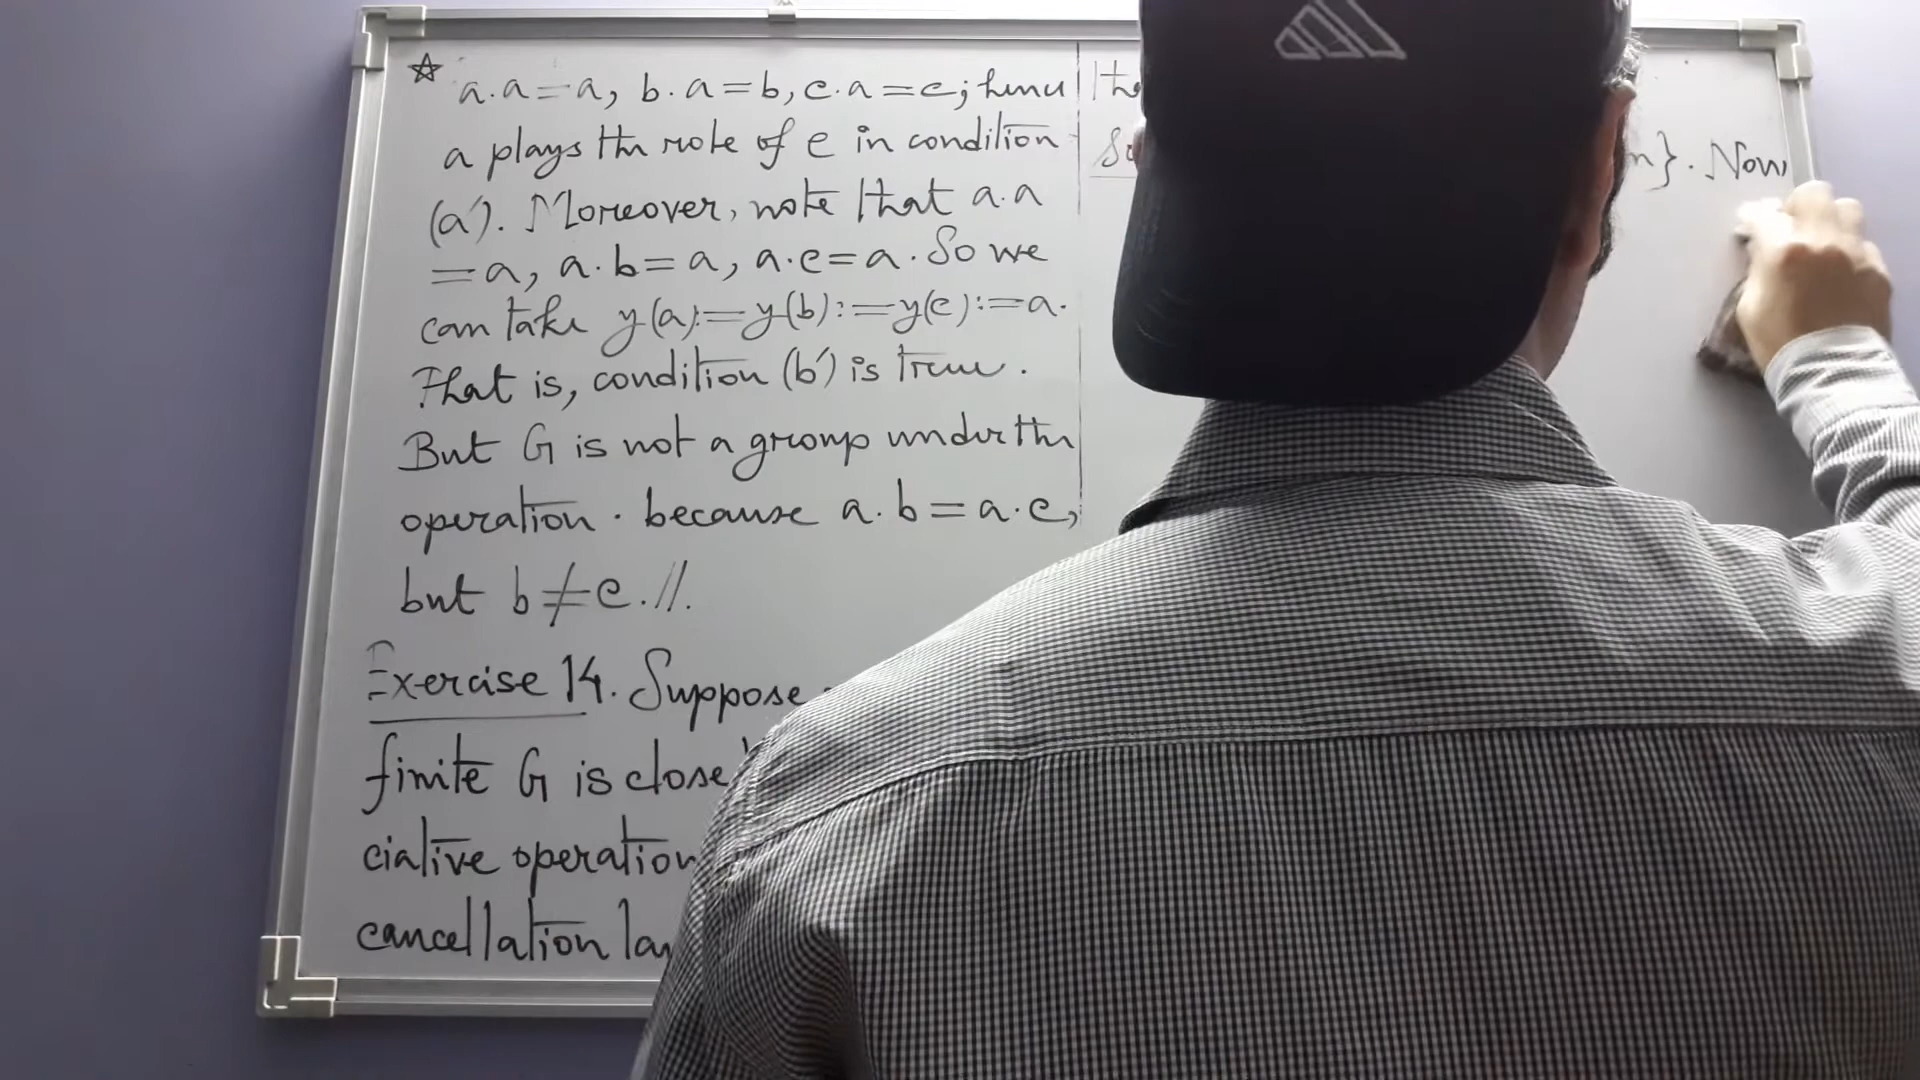 ☆ a.a=a, b.a=b, c.a=c; hence
a plays the role of e in condition
(a'). Moreover, note that a.a
=a, a.b=a, a.c=a. So we
can take y(a):=y(b):=y(c):=a.
That is, condition (b') is true.
But G is not a group under the
operation. because a.b=a.c,
but b≠c.//.
Exercise 14. Suppose
finite G is close
ciative operation
cancellation la
n}. Now